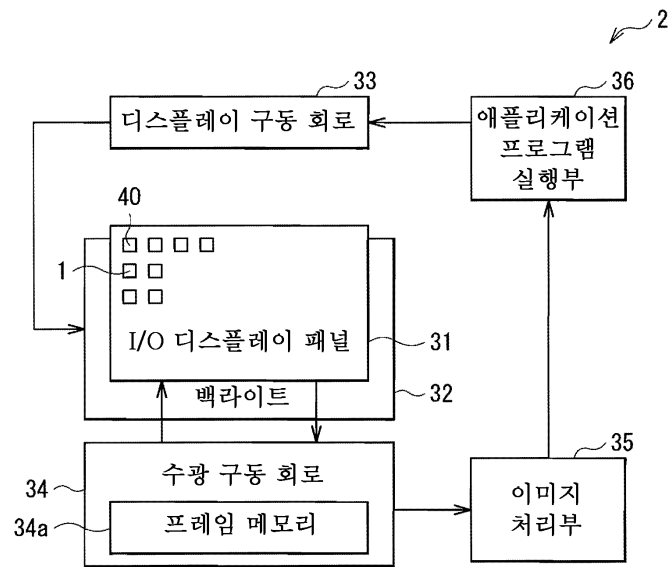 2
33
디스플레이 구동 회로
36
애플리케이션
프로그램
실행부
40
1
I/O 디스플레이 패널
31
백라이트
32
34
수광 구동 회로
34a
프레임 메모리
35
이미지
처리부